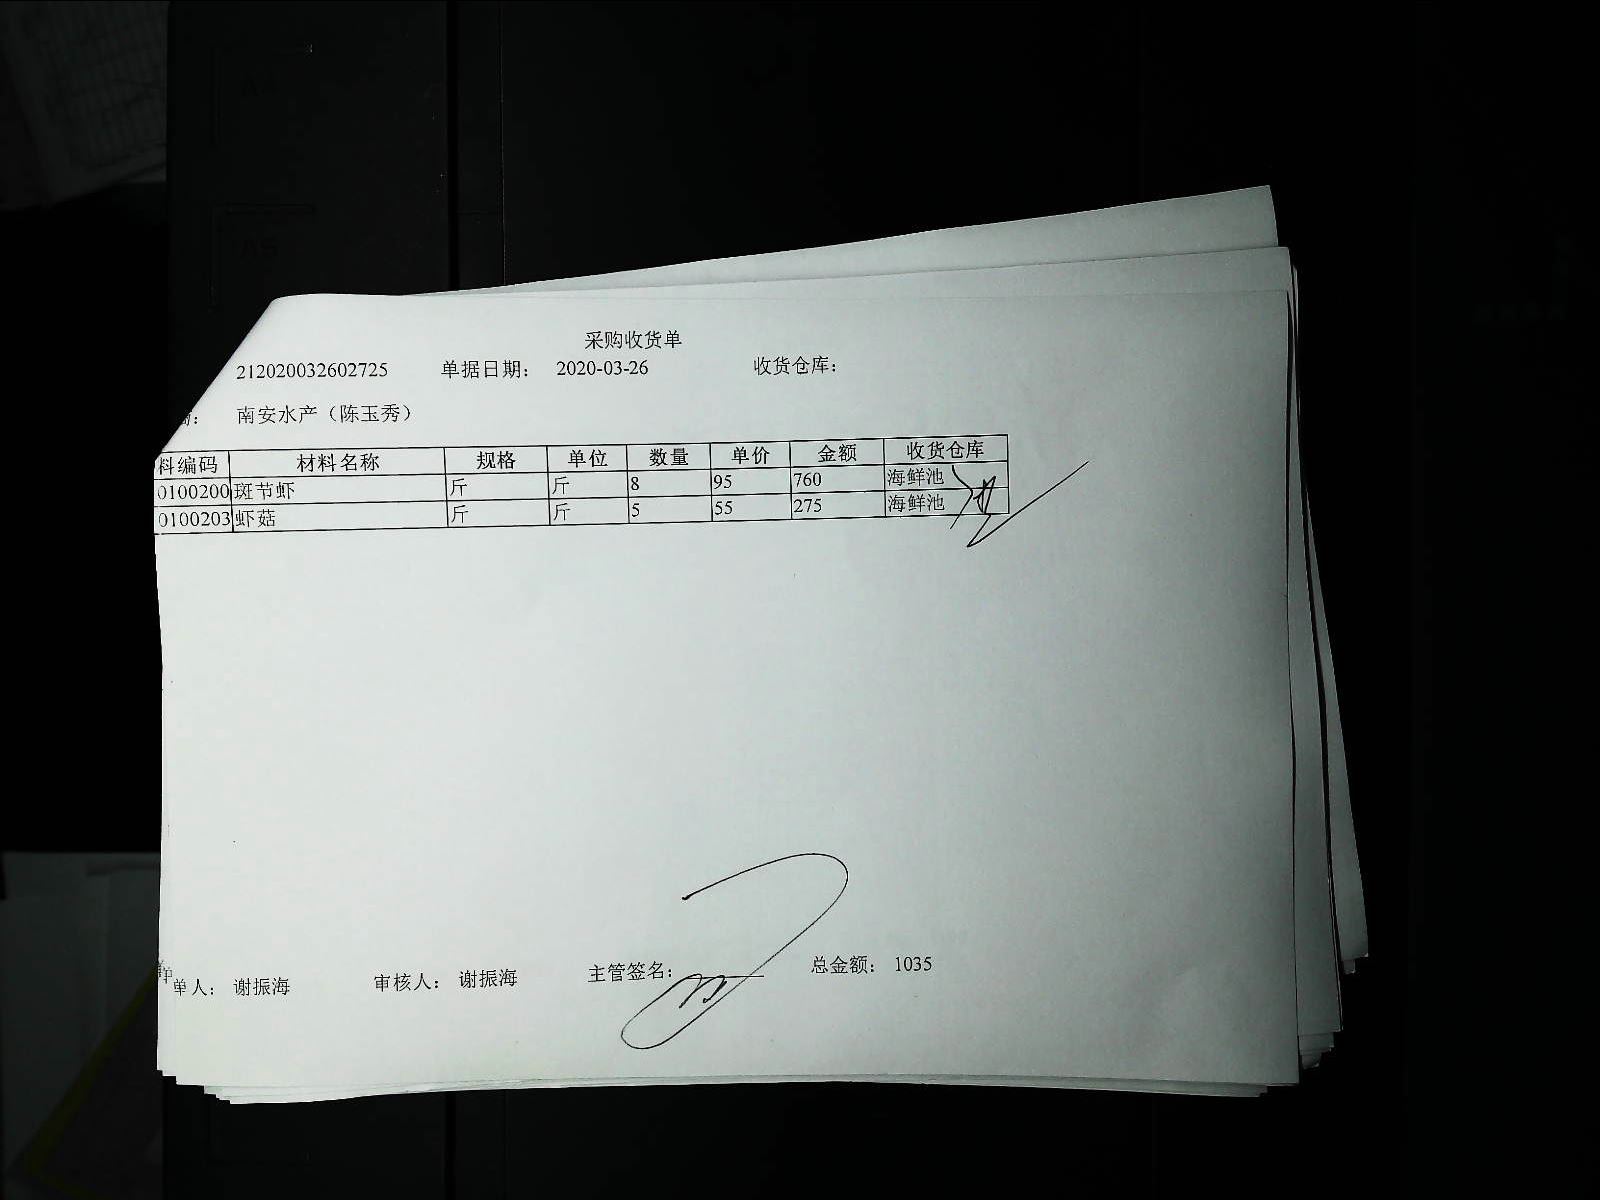 采购收货单
212020032602725 单据日期： 2020-03-26 收货仓库：
商： 南安水产（陈玉秀）
料编码 材料名称 规格 单位 数量 单价 金额 收货仓库
0100200 斑节虾 斤 斤 8 95 760 海鲜池
0100203 虾菇 斤 斤 5 55 275 海鲜池
单人： 谢振海 审核人： 谢振海 主管签名： 总金额： 1035